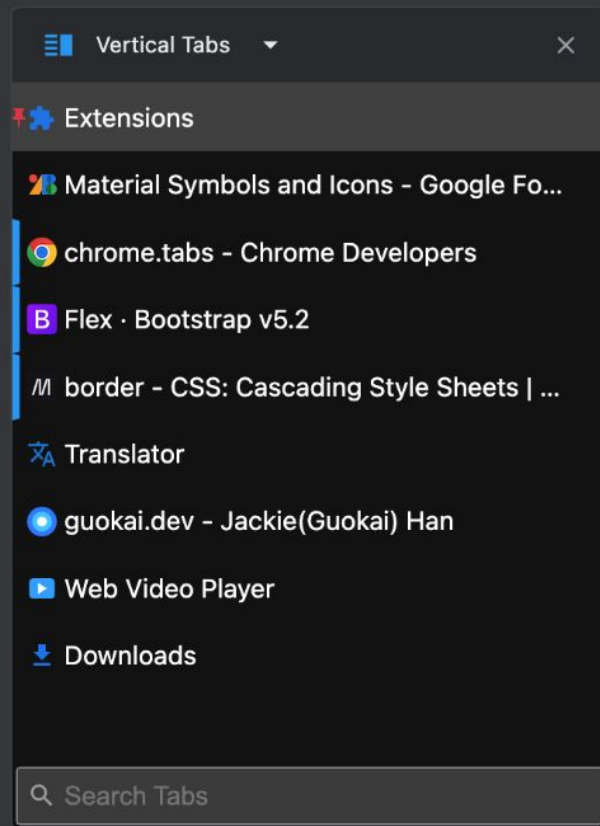 Vertical Tabs
Extensions
Material Symbols and Icons - Google Fo...
chrome.tabs - Chrome Developers
B Flex · Bootstrap v5.2
border - CSS: Cascading Style Sheets | ...
Translator
guokai.dev - Jackie(Guokai) Han
Web Video Player
Downloads
Search Tabs